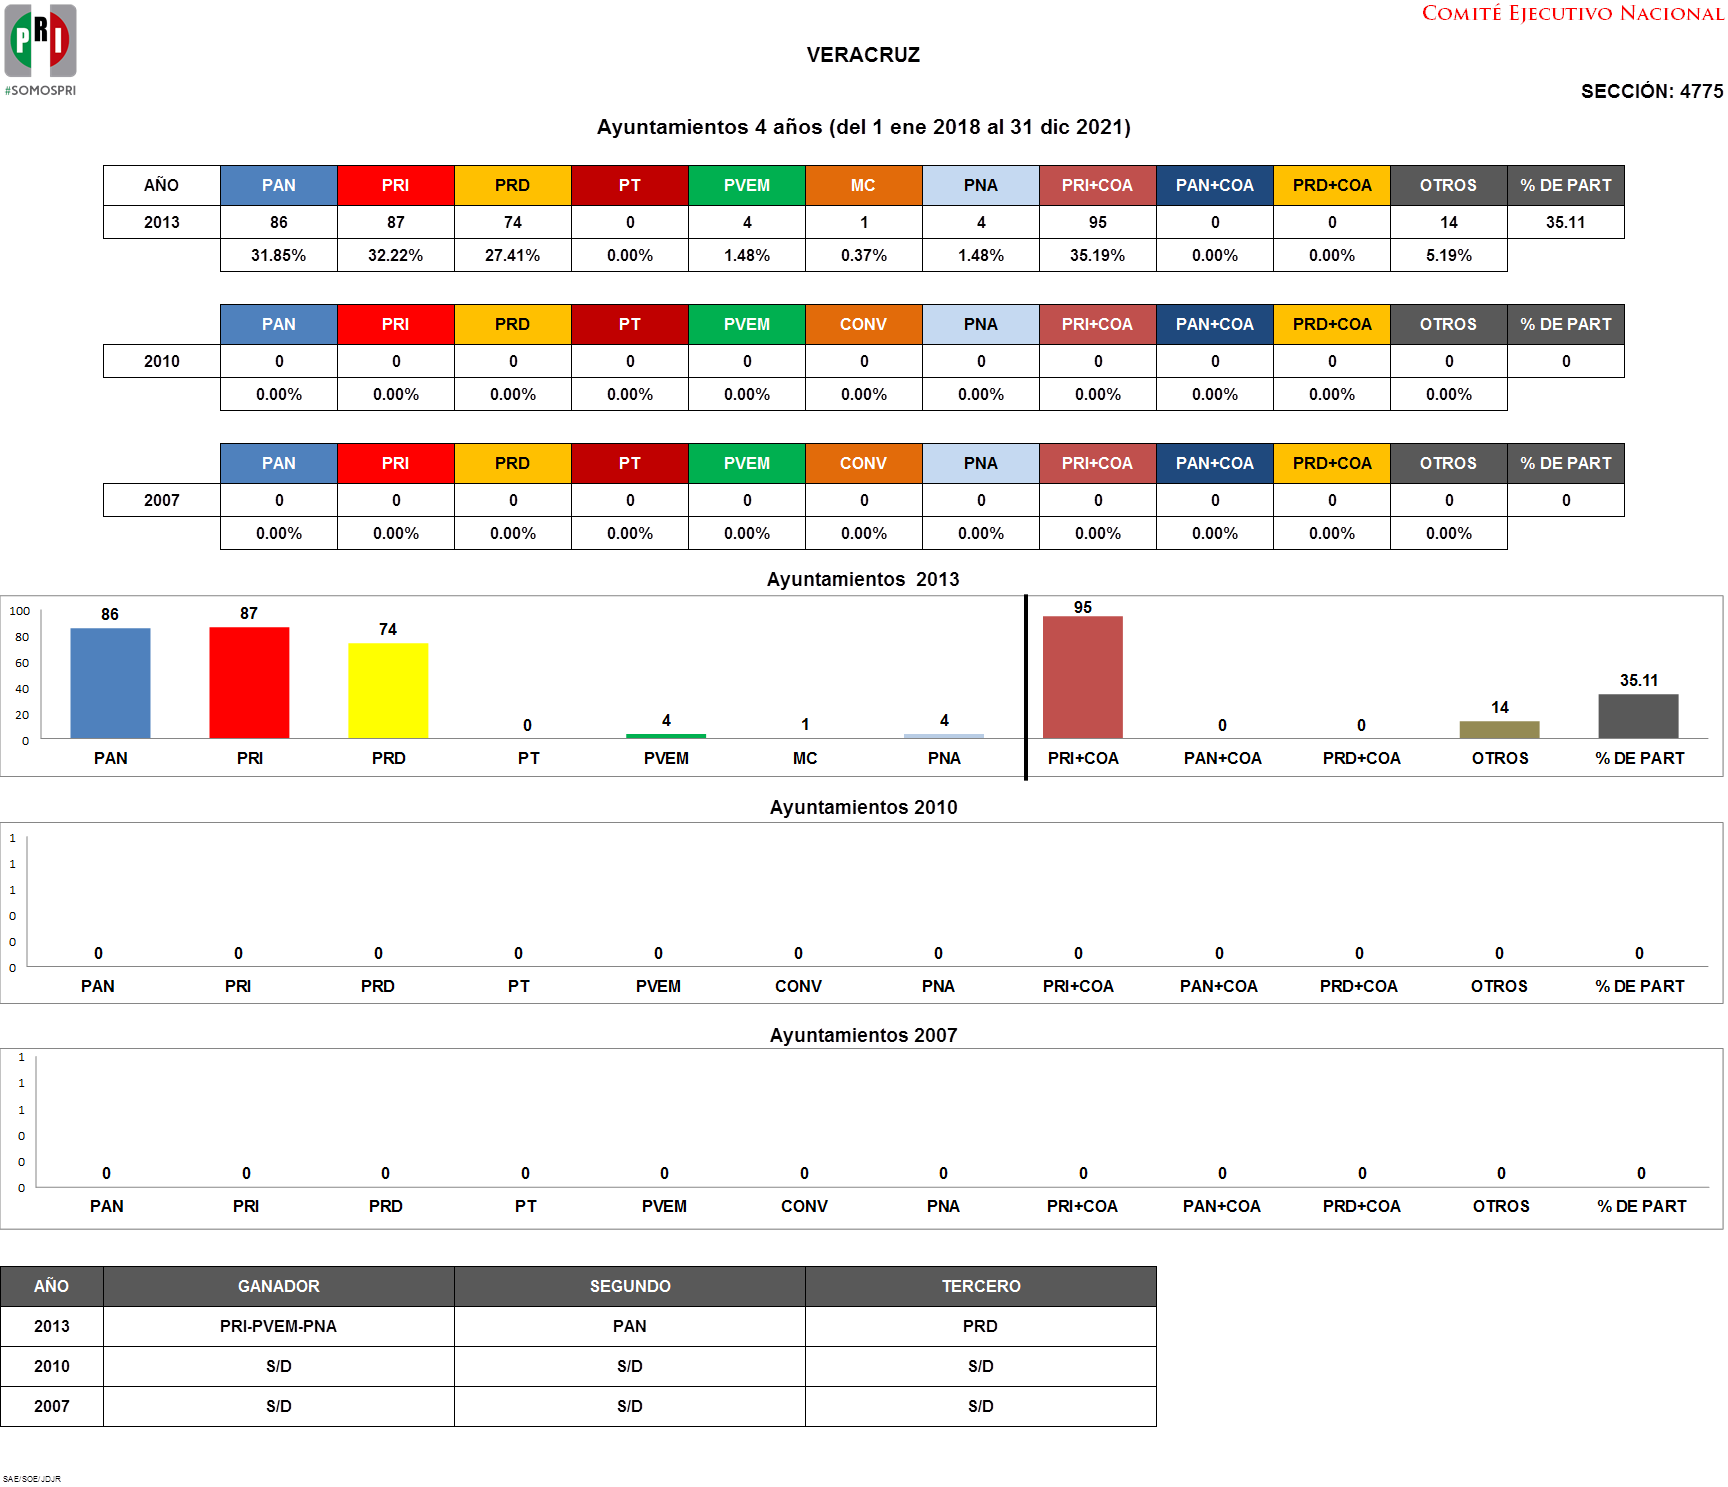 PRI
#SOMOSPRI
COMITÉ EJECUTIVO NACIONAL
VERACRUZ
SECCIÓN: 4775
Ayuntamientos 4 años (del 1 ene 2018 al 31 dic 2021)
AÑO PAN PRI PRD PT PVEM MC PNA PRI+COA PAN+COA PRD+COA OTROS % DE PART
2013 86 87 74 0 4 1 4 95 0 0 14 35.11
31.85% 32.22% 27.41% 0.00% 1.48% 0.37% 1.48% 35.19% 0.00% 0.00% 5.19%
PAN PRI PRD PT PVEM CONV PNA PRI+COA PAN+COA PRD+COA OTROS % DE PART
2010 0 0 0 0 0 0 0 0 0 0 0 0
0.00% 0.00% 0.00% 0.00% 0.00% 0.00% 0.00% 0.00% 0.00% 0.00% 0.00%
PAN PRI PRD PT PVEM CONV PNA PRI+COA PAN+COA PRD+COA OTROS % DE PART
2007 0 0 0 0 0 0 0 0 0 0 0 0
0.00% 0.00% 0.00% 0.00% 0.00% 0.00% 0.00% 0.00% 0.00% 0.00% 0.00%
Ayuntamientos 2013
100
80
60
40
20
0
86 87 74 0 4 1 4 95 0 0 14 35.11
PAN PRI PRD PT PVEM MC PNA PRI+COA PAN+COA PRD+COA OTROS % DE PART
Ayuntamientos 2010
1
1
1
0
0
0
0 0 0 0 0 0 0 0 0 0 0 0
PAN PRI PRD PT PVEM CONV PNA PRI+COA PAN+COA PRD+COA OTROS % DE PART
Ayuntamientos 2007
1
1
1
0
0
0
0 0 0 0 0 0 0 0 0 0 0 0
PAN PRI PRD PT PVEM CONV PNA PRI+COA PAN+COA PRD+COA OTROS % DE PART
AÑO GANADOR SEGUNDO TERCERO
2013 PRI-PVEM-PNA PAN PRD
2010 S/D S/D S/D
2007 S/D S/D S/D
SAE/SOE/JDJR